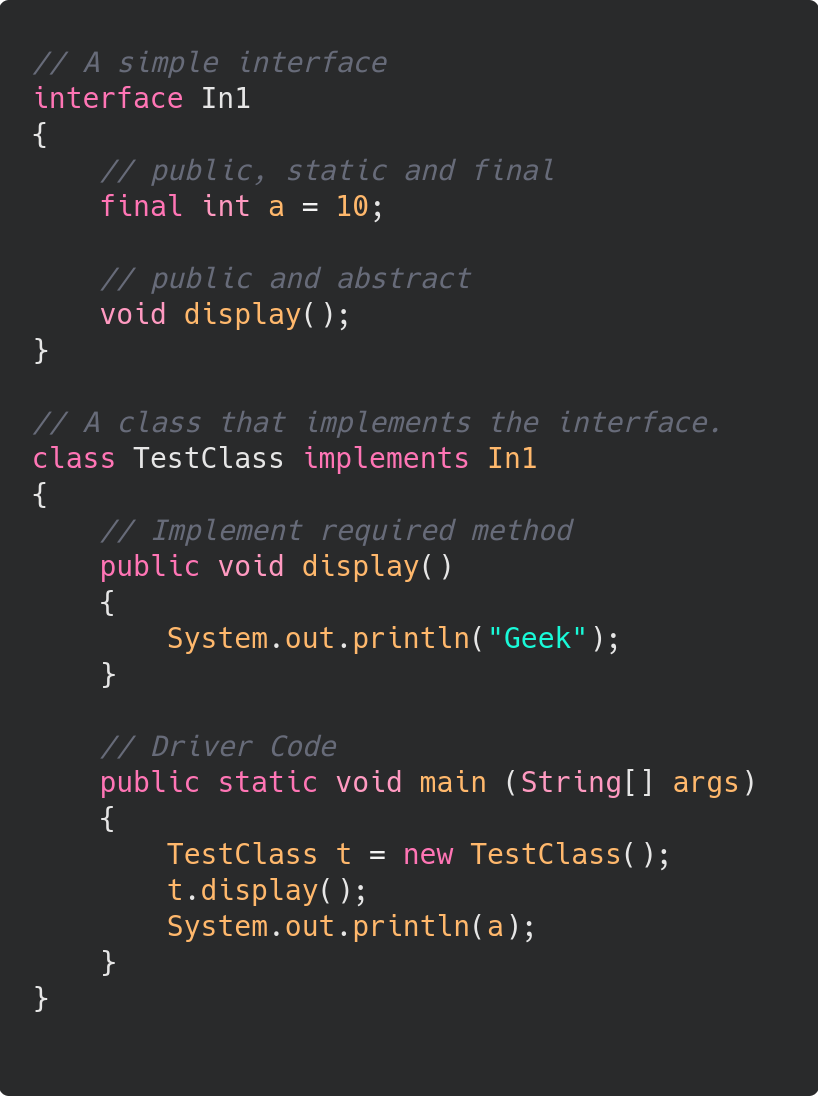 // A simple interface
interface In1
{
    // public, static and final
    final int a = 10;

    // public and abstract
    void display();
}

// A class that implements the interface.
class TestClass implements In1
{
    // Implement required method
    public void display()
    {
        System.out.println("Geek");
    }

    // Driver Code
    public static void main (String[] args)
    {
        TestClass t = new TestClass();
        t.display();
        System.out.println(a);
    }
}